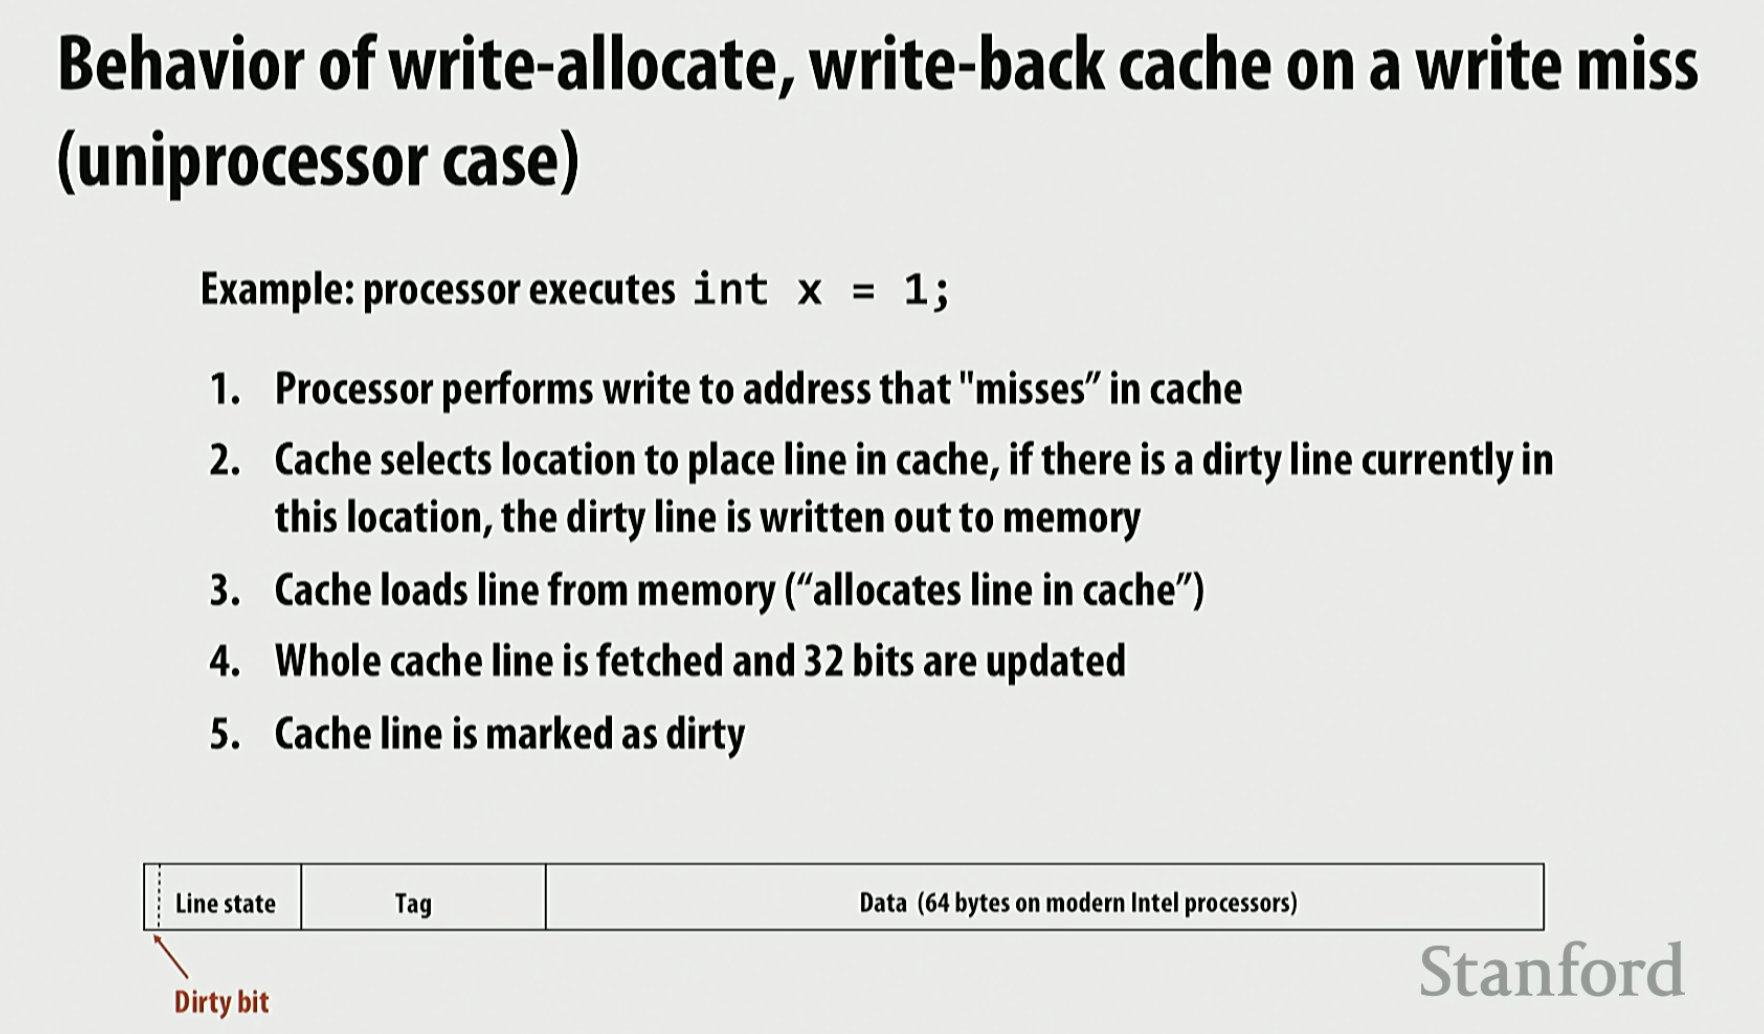 Behavior of write-allocate, write-back cache on a write miss
(uniprocessor case)
Example: processor executes int x = 1;
1. Processor performs write to address that "misses” in cache
2. Cache selects location to place line in cache, if there is a dirty line currently in
this location, the dirty line is written out to memory
3. Cache loads line from memory (“allocates line in cache”)
4. Whole cache line is fetched and 32 bits are updated
5. Cache line is marked as dirty
Line state
Tag
Data (64 bytes on modern Intel processors)
Dirty bit
Stanford